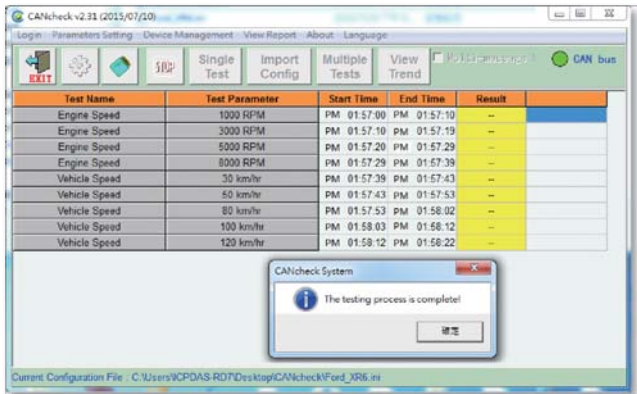 CANcheck v2.31 (2015/07/10)
Login Parameters Setting Device Management View Report About Language
EXIT STOP Single Test Import Config Multiple Tests View Trend CAN bus
Test Name Test Parameter Start Time End Time Result
Engine Speed 1000 RPM PM 01:57:00 PM 01:57:10 --
Engine Speed 3000 RPM PM 01:57:10 PM 01:57:19 --
Engine Speed 5000 RPM PM 01:57:20 PM 01:57:29 --
Engine Speed 8000 RPM PM 01:57:29 PM 01:57:39 --
Vehicle Speed 30 km/hr PM 01:57:39 PM 01:57:43 --
Vehicle Speed 50 km/hr PM 01:57:43 PM 01:57:53 --
Vehicle Speed 80 km/hr PM 01:57:53 PM 01:58:02 --
Vehicle Speed 100 km/hr PM 01:58:03 PM 01:58:12 --
Vehicle Speed 120 km/hr PM 01:58:12 PM 01:58:22 --
CANcheck System
The testing process is complete!
確定
Current Configuration File : C:\Users\ICPDAS-RD7\Desktop\CANcheck\Ford_XR6.ini